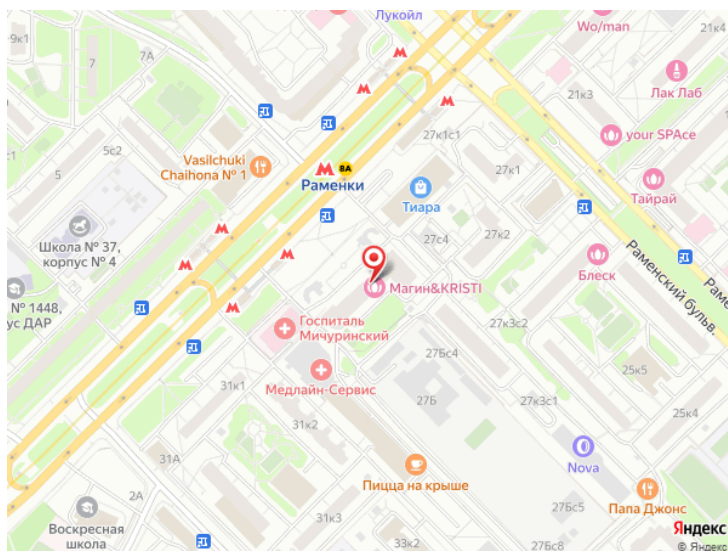 9к1
Лукойл
Wo/man
21к4
7А
7
21к3
Лак Лаб
5с2
27к1с1
your SPAce
Vasilchuki
Chaihona № 1
5
27к1
8А
Раменки
Тиара
Тайрай
Школа № 37,
корпус № 4
27с4
27к2
Раменский бульв.
Блеск
№ 1448,
ус ДАР
Магин&KRISTI
Госпиталь
Мичуринский
27к3с2
27Бс4
Медлайн-Сервис
25к5
31к1
27Б
27к3с1
25к4
31к2
31А
Nova
Пицца на крыше
2А
Папа Джонс
27Бс5
31к3
Воскресная
школа
33к2
27Бс8
Яндекс
© Яндекс